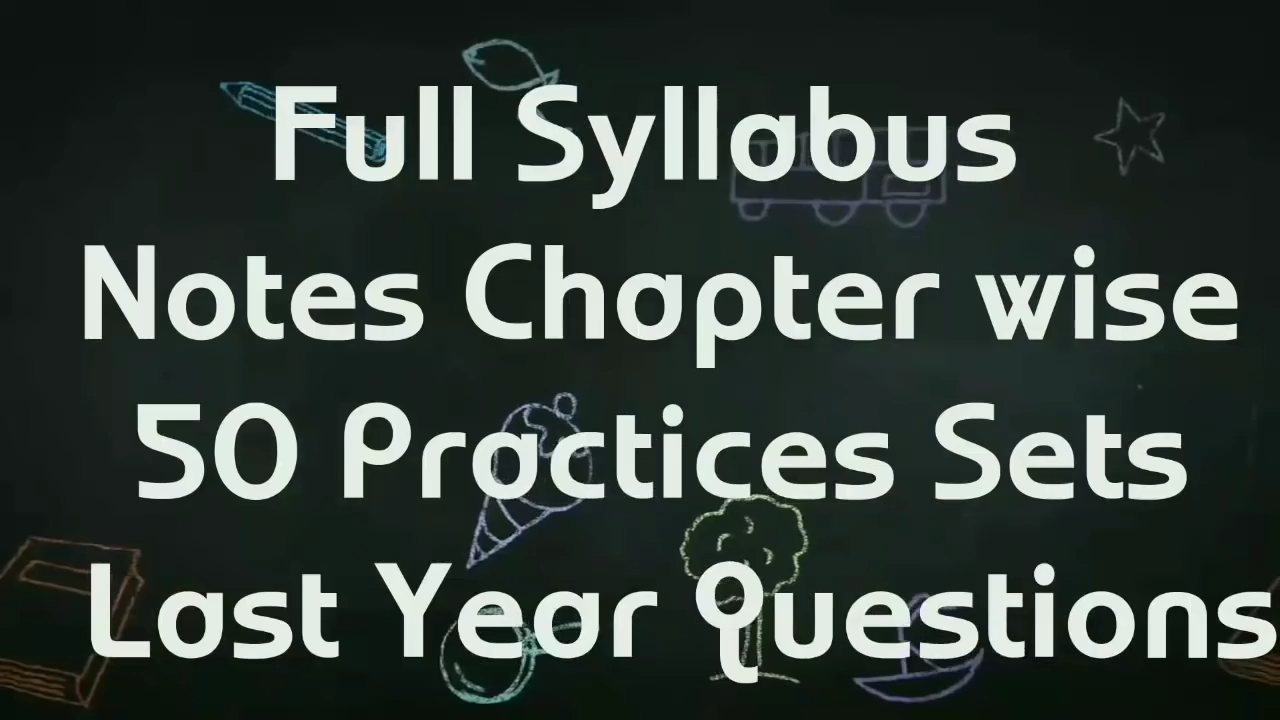 Full Syllabus
Notes Chapter wise
50 Practices Sets
Last Year Questions